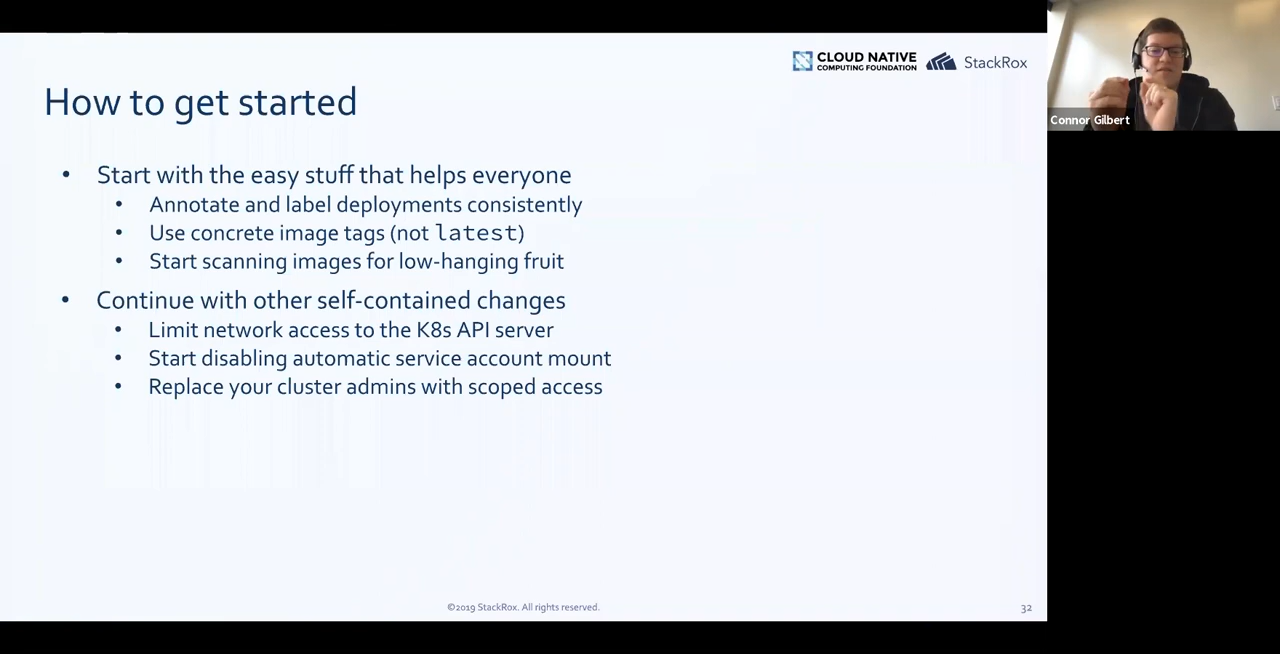 CLOUD NATIVE
COMPUTING FOUNDATION
StackRox
How to get started
• Start with the easy stuff that helps everyone
• Annotate and label deployments consistently
• Use concrete image tags (not latest)
• Start scanning images for low-hanging fruit
• Continue with other self-contained changes
• Limit network access to the K8s API server
• Start disabling automatic service account mount
• Replace your cluster admins with scoped access
©2019 StackRox. All rights reserved.
32
Connor Gilbert